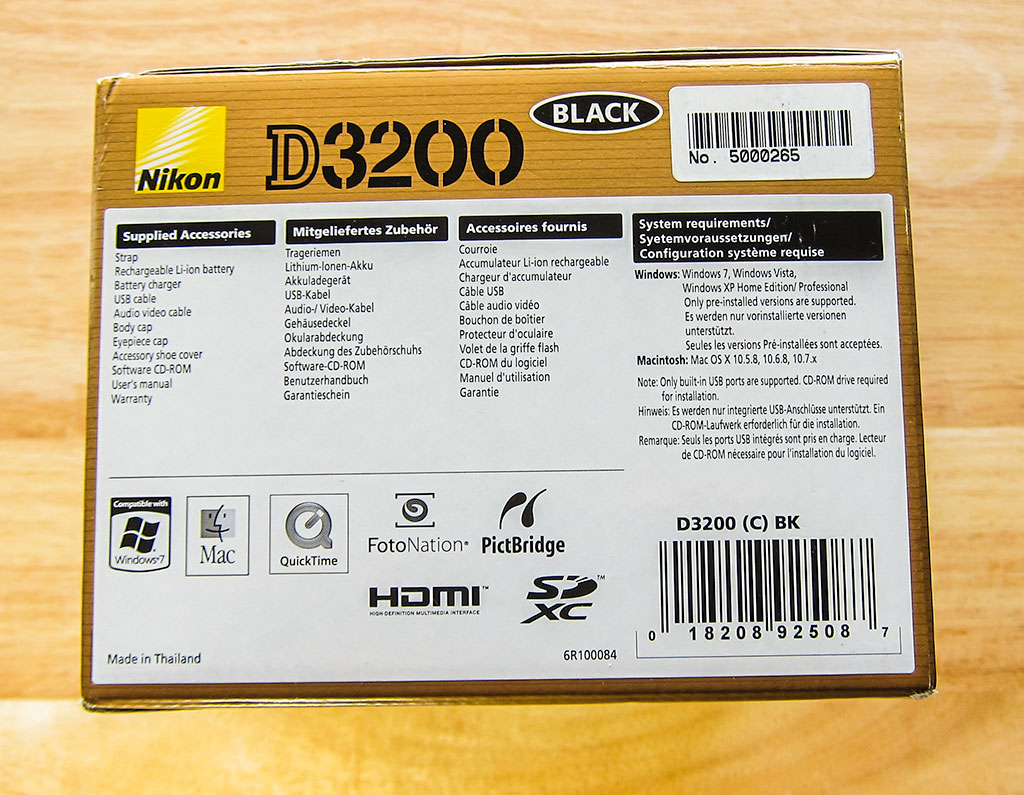 Nikon
D3200
BLACK
No. 5000265
Supplied Accessories
Strap
Rechargeable Li-ion battery
Battery charger
USB cable
Audio video cable
Body cap
Eyepiece cap
Accessory shoe cover
Software CD-ROM
User's manual
Warranty
Mitgeliefertes Zubehör
Trageriemen
Lithium-Ionen-Akku
Akkuladegerät
USB-Kabel
Audio-/ Video-Kabel
Gehäusedeckel
Okularabdeckung
Abdeckung des Zubehörschuhs
Software-CD-ROM
Benutzerhandbuch
Garantieschein
Accessoires fournis
Courroie
Accumulateur Li-ion rechargeable
Chargeur d'accumulateur
Câble USB
Câble audio vidéo
Bouchon de boîtier
Protecteur d'oculaire
Volet de la griffe flash
CD-ROM du logiciel
Manuel d'utilisation
Garantie
System requirements/
Syetemvoraussetzungen/
Configuration système requise
Windows: Windows 7, Windows Vista,
Windows XP Home Edition/ Professional
Only pre-installed versions are supported.
Es werden nur vorinstallierte versionen
unterstützt.
Seules les versions Pré-installées sont acceptées.
Macintosh: Mac OS X 10.5.8, 10.6.8, 10.7.x
Note: Only built-in USB ports are supported. CD-ROM drive required
for installation.
Hinweis: Es werden nur integrierte USB-Anschlüsse unterstützt. Ein
CD-ROM-Laufwerk erforderlich für die installation.
Remarque: Seuls les ports USB intégrés sont pris en charge. Lecteur
de CD-ROM nécessaire pour l'installation du logiciel.
Compatible with
Windows®7
Mac
QuickTime
FotoNation®
PictBridge
HDMI™
HIGH-DEFINITION MULTIMEDIA INTERFACE
SD™
XC
D3200 (C) BK
0 18208 92508 7
Made in Thailand
6R100084